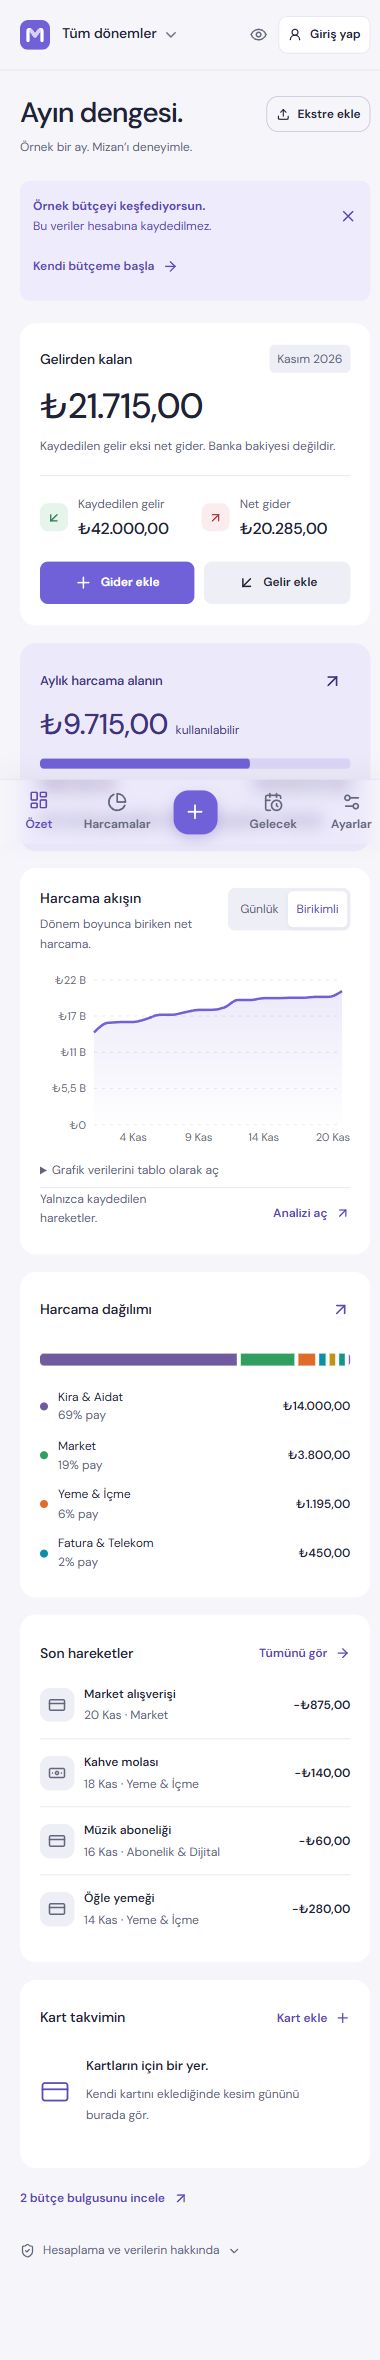 Tüm dönemler
Giriş yap
Ayın dengesi.
Ekstre ekle
Örnek bir ay. Mizan'ı deneyimle.
Örnek bütçeyi keşfediyorsun.
Bu veriler hesabına kaydedilmez.
Kendi bütçeme başla
Gelirden kalan
Kasım 2026
₺21.715,00
Kaydedilen gelir eksi net gider. Banka bakiyesi değildir.
Kaydedilen gelir
₺42.000,00
Net gider
₺20.285,00
Gider ekle
Gelir ekle
Aylık harcama alanın
₺9.715,00 kullanılabilir
Özet
Harcamalar
Gelecek
Ayarlar
Harcama akışın
Dönem boyunca biriken net
harcama.
Günlük
Birikimli
₺22 B
₺17 B
₺11 B
₺5,5 B
₺0
4 Kas
9 Kas
14 Kas
20 Kas
Grafik verilerini tablo olarak aç
Yalnızca kaydedilen
hareketler.
Analizi aç
Harcama dağılımı
Kira & Aidat
69% pay
₺14.000,00
Market
19% pay
₺3.800,00
Yeme & İçme
6% pay
₺1.195,00
Fatura & Telekom
2% pay
₺450,00
Son hareketler
Tümünü gör
Market alışverişi
20 Kas · Market
-₺875,00
Kahve molası
18 Kas · Yeme & İçme
-₺140,00
Müzik aboneliği
16 Kas · Abonelik & Dijital
-₺60,00
Öğle yemeği
14 Kas · Yeme & İçme
-₺280,00
Kart takvimin
Kart ekle
Kartların için bir yer.
Kendi kartını eklediğinde kesim gününü
burada gör.
2 bütçe bulgusunu incele
Hesaplama ve verilerin hakkında